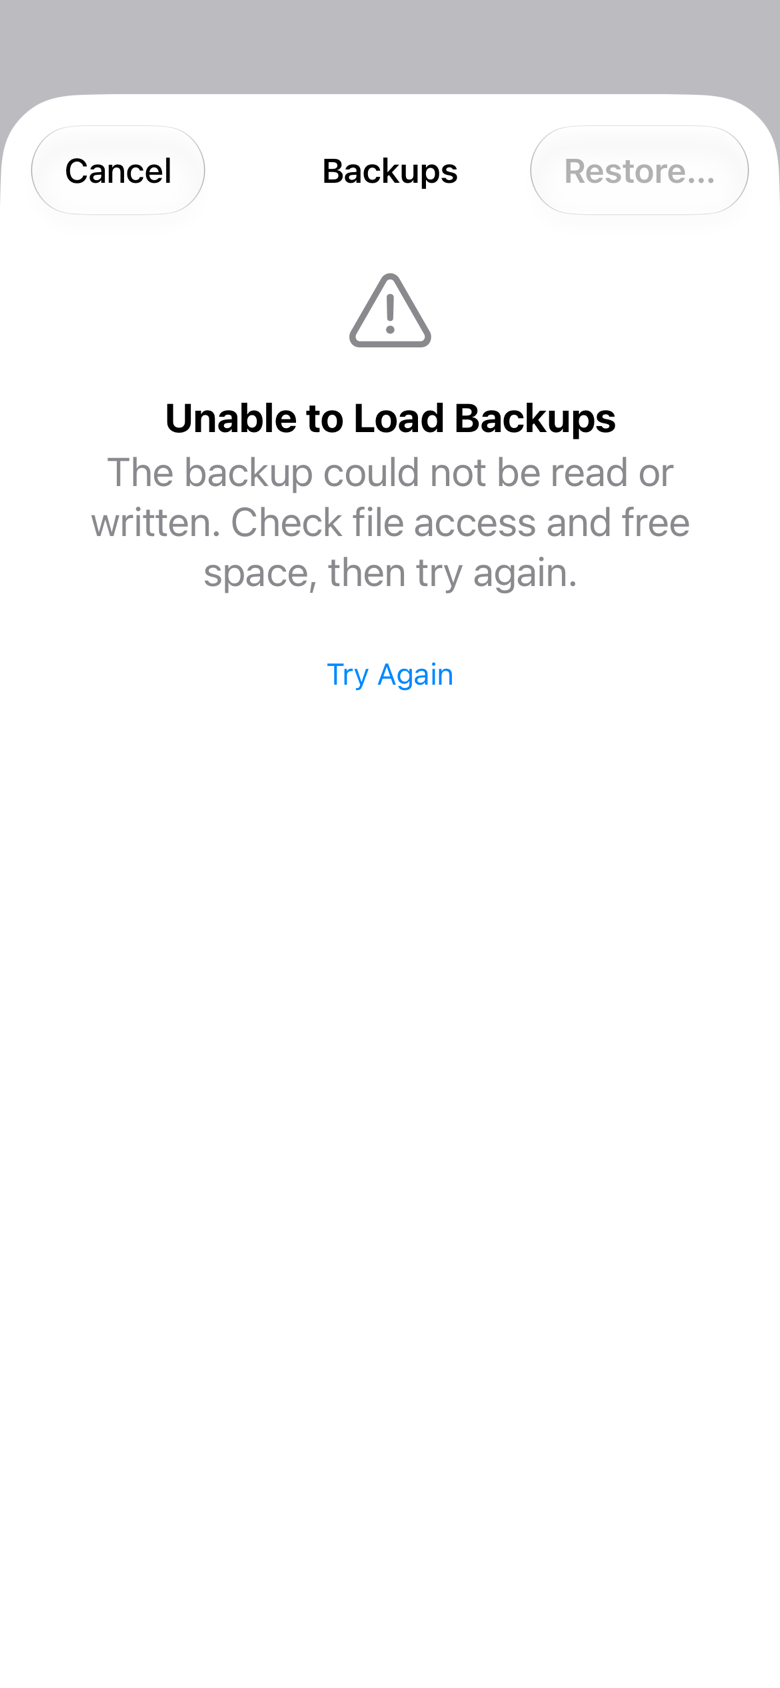 Cancel
Backups
Restore...
Unable to Load Backups
The backup could not be read or
written. Check file access and free
space, then try again.
Try Again